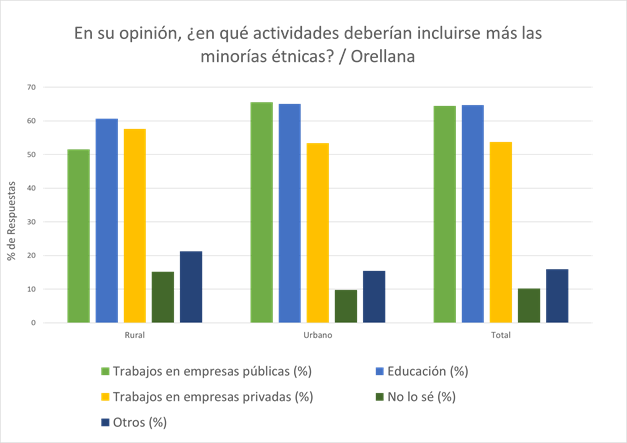 En su opinión, ¿en qué actividades deberían incluirse más las
minorías étnicas? / Orellana
% de Respuestas
70
60
50
40
30
20
10
0
Rural
Urbano
Total
Trabajos en empresas públicas (%)
Educación (%)
Trabajos en empresas privadas (%)
No lo sé (%)
Otros (%)